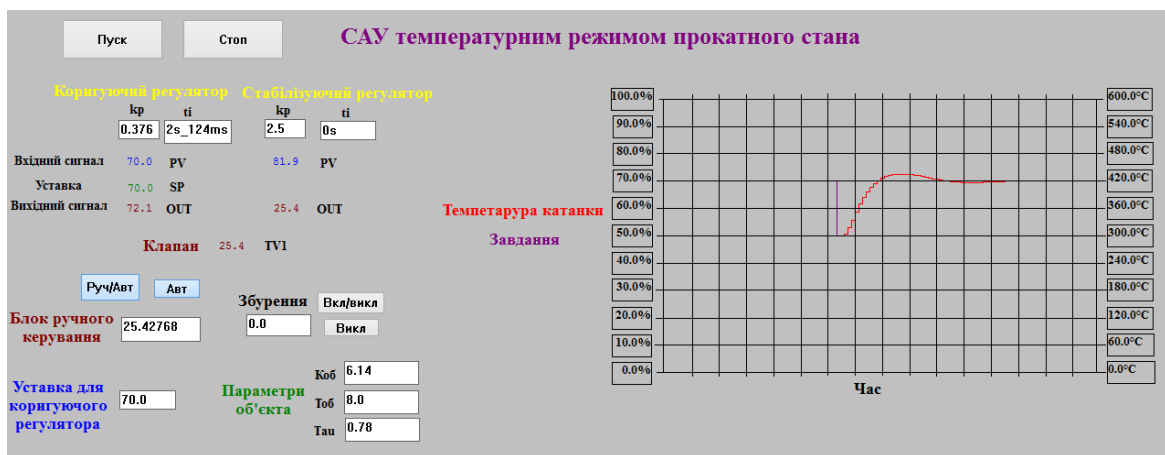 Пуск
Стоп
САУ температурним режимом прокатного стана
Коригуючий регулятор
Стабілізуючий регулятор
kp
ti
kp
ti
0.376
2s_124ms
2.5
0s
Вхідний сигнал
70.0
PV
81.9
PV
Уставка
70.0
SP
Вихідний сигнал
72.1
OUT
25.4
OUT
Клапан
25.4
TV1
Руч/Авт
Авт
Блок ручного
керування
25.42768
Збурення
Вкл/викл
0.0
Викл
Уставка для
коригуючого
регулятора
70.0
Параметри
об'єкта
Коб
6.14
Тоб
8.0
Tau
0.78
Темпетарура катанки
Завдання
100.0%
90.0%
80.0%
70.0%
60.0%
50.0%
40.0%
30.0%
20.0%
10.0%
0.0%
600.0°C
540.0°C
480.0°C
420.0°C
360.0°C
300.0°C
240.0°C
180.0°C
120.0°C
60.0°C
0.0°C
Час